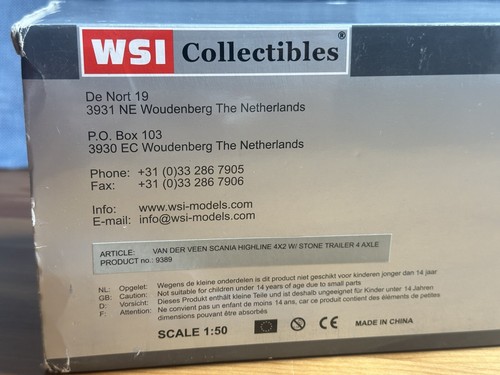 WSI Collectibles®
De Nort 19
3931 NE Woudenberg The Netherlands
P.O. Box 103
3930 EC Woudenberg The Netherlands
Phone: +31 (0)33 286 7905
Fax: +31 (0)33 286 7906
Info: www.wsi-models.com
E-mail: info@wsi-models.com
ARTICLE: VAN DER VEEN SCANIA HIGHLINE 4X2 W/ STONE TRAILER 4 AXLE
PRODUCT no.: 9389
NL: Opgelet: Wegens de kleine onderdelen is dit product niet geschikt voor kinderen jonger dan 14 jaar
GB: Caution: Not suitable for children under 14 years of age due to small parts
D: Vorsicht: Dieses Produkt enthält kleine Teile und ist deshalb ungeeignet für Kinder unter 14 Jahren
F: Attention: Ne convient pas un enfant de moins de 14 ans, car ce produit contient des éléments de petites
dimensions pouvant être absorbés
SCALE 1:50 0-3 CE MADE IN CHINA